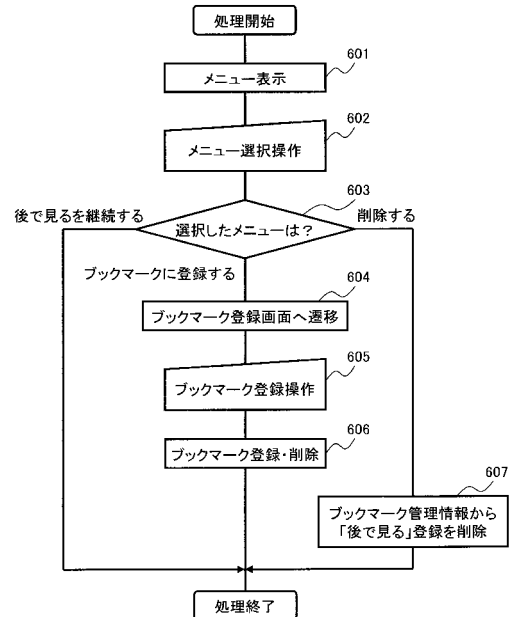 処理開始
601
メニュー表示
602
メニュー選択操作
603
後で見るを継続する
削除する
選択したメニューは?
ブックマークに登録する
604
ブックマーク登録画面へ遷移
605
ブックマーク登録操作
606
ブックマーク登録・削除
607
ブックマーク管理情報から
「後で見る」登録を削除
処理終了